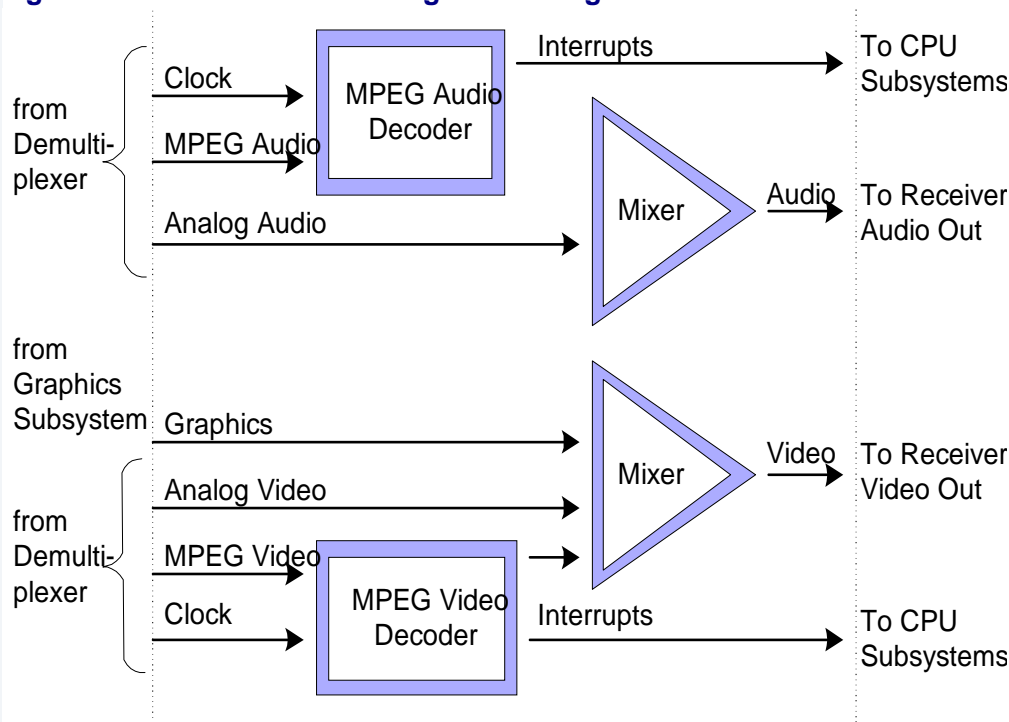 from
Demulti-
plexer
Clock
MPEG Audio
Analog Audio
MPEG Audio
Decoder
Interrupts
To CPU
Subsystems
Mixer
Audio
To Receiver
Audio Out
from
Graphics
Subsystem
Graphics
Analog Video
from
Demulti-
plexer
MPEG Video
Clock
MPEG Video
Decoder
Mixer
Video
To Receiver
Video Out
Interrupts
To CPU
Subsystems